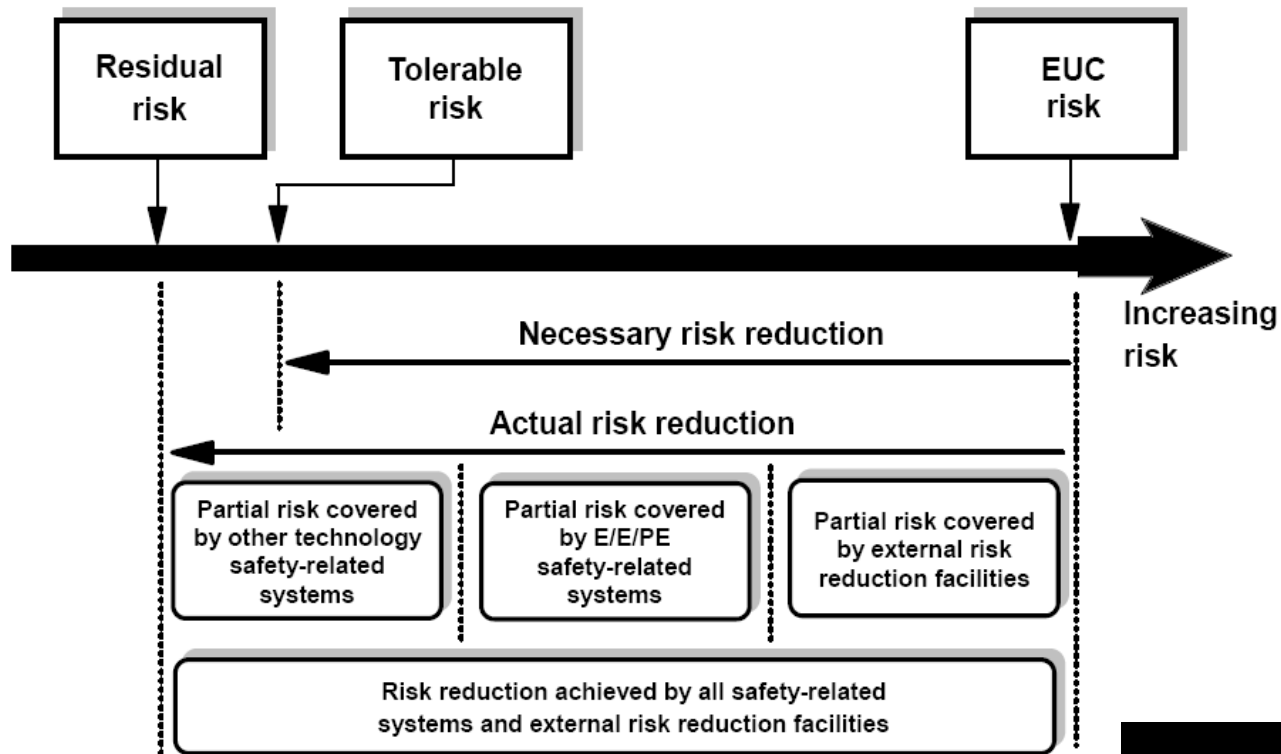 Residual
risk
Tolerable
risk
EUC
risk
Increasing
risk
Necessary risk reduction
Actual risk reduction
Partial risk covered
by other technology
safety-related
systems
Partial risk covered
by E/E/PE
safety-related
systems
Partial risk covered
by external risk
reduction facilities
Risk reduction achieved by all safety-related
systems and external risk reduction facilities